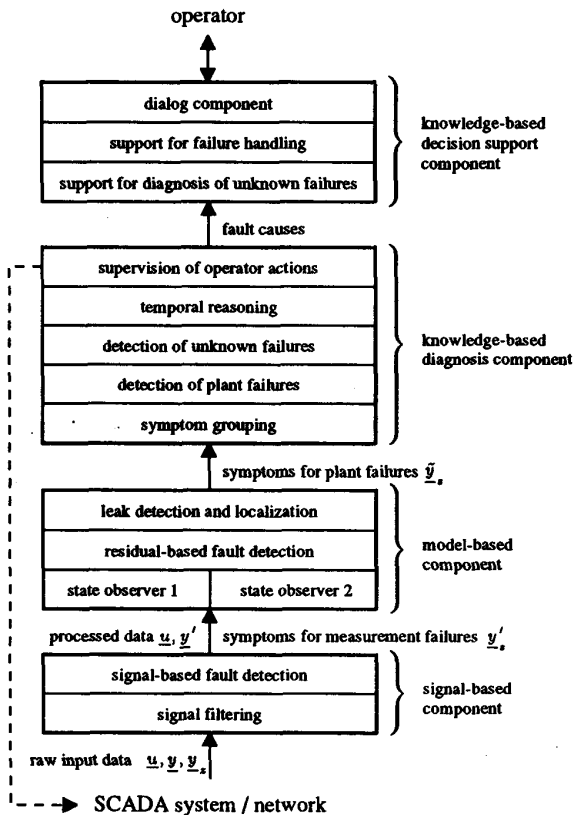 operator
dialog component
support for failure handling
support for diagnosis of unknown failures
knowledge-based
decision support
component
fault causes
supervision of operator actions
temporal reasoning
detection of unknown failures
detection of plant failures
symptom grouping
knowledge-based
diagnosis component
symptoms for plant failures ỹ_s
leak detection and localization
residual-based fault detection
state observer 1 state observer 2
model-based
component
processed data u, y′ symptoms for measurement failures y′_s
signal-based fault detection
signal filtering
signal-based
component
raw input data u, y, y_s
SCADA system / network